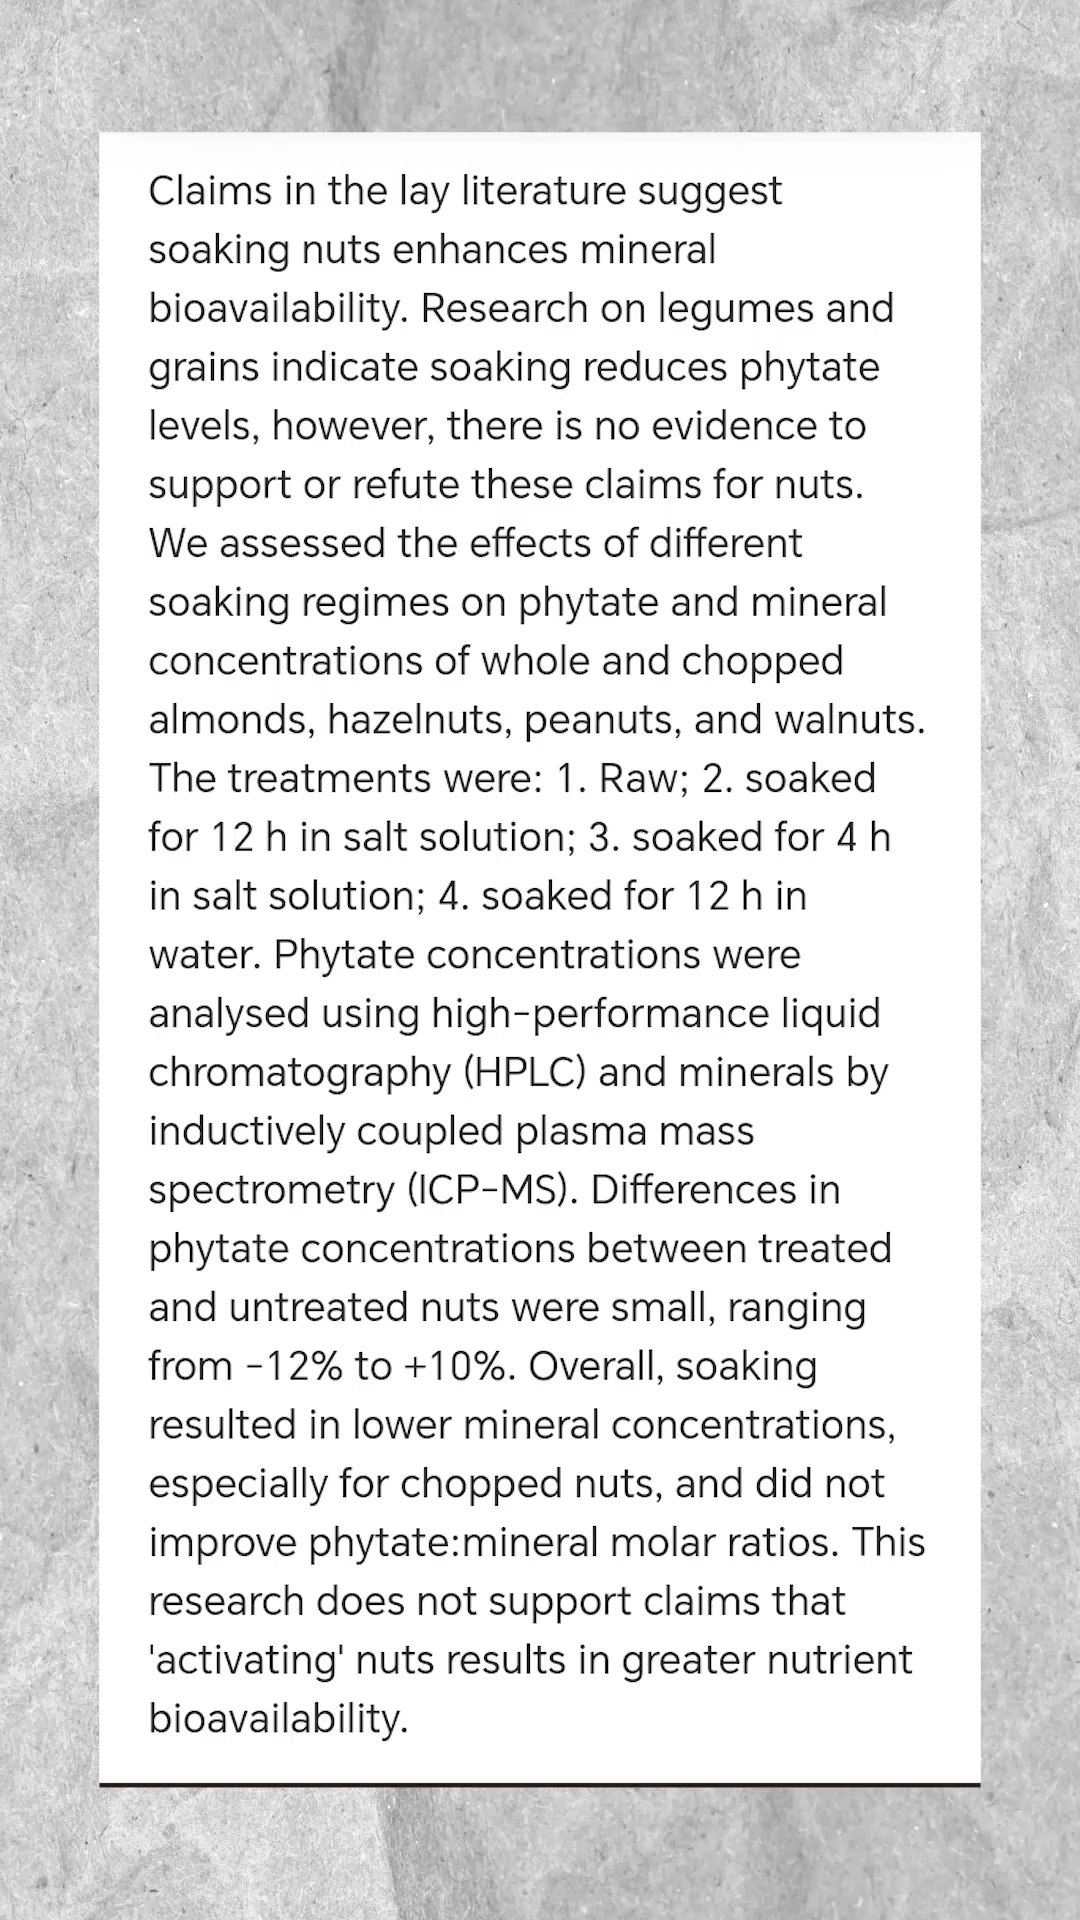 Claims in the lay literature suggest
soaking nuts enhances mineral
bioavailability. Research on legumes and
grains indicate soaking reduces phytate
levels, however, there is no evidence to
support or refute these claims for nuts.
We assessed the effects of different
soaking regimes on phytate and mineral
concentrations of whole and chopped
almonds, hazelnuts, peanuts, and walnuts.
The treatments were: 1. Raw; 2. soaked
for 12 h in salt solution; 3. soaked for 4 h
in salt solution; 4. soaked for 12 h in
water. Phytate concentrations were
analysed using high-performance liquid
chromatography (HPLC) and minerals by
inductively coupled plasma mass
spectrometry (ICP-MS). Differences in
phytate concentrations between treated
and untreated nuts were small, ranging
from -12% to +10%. Overall, soaking
resulted in lower mineral concentrations,
especially for chopped nuts, and did not
improve phytate:mineral molar ratios. This
research does not support claims that
'activating' nuts results in greater nutrient
bioavailability.